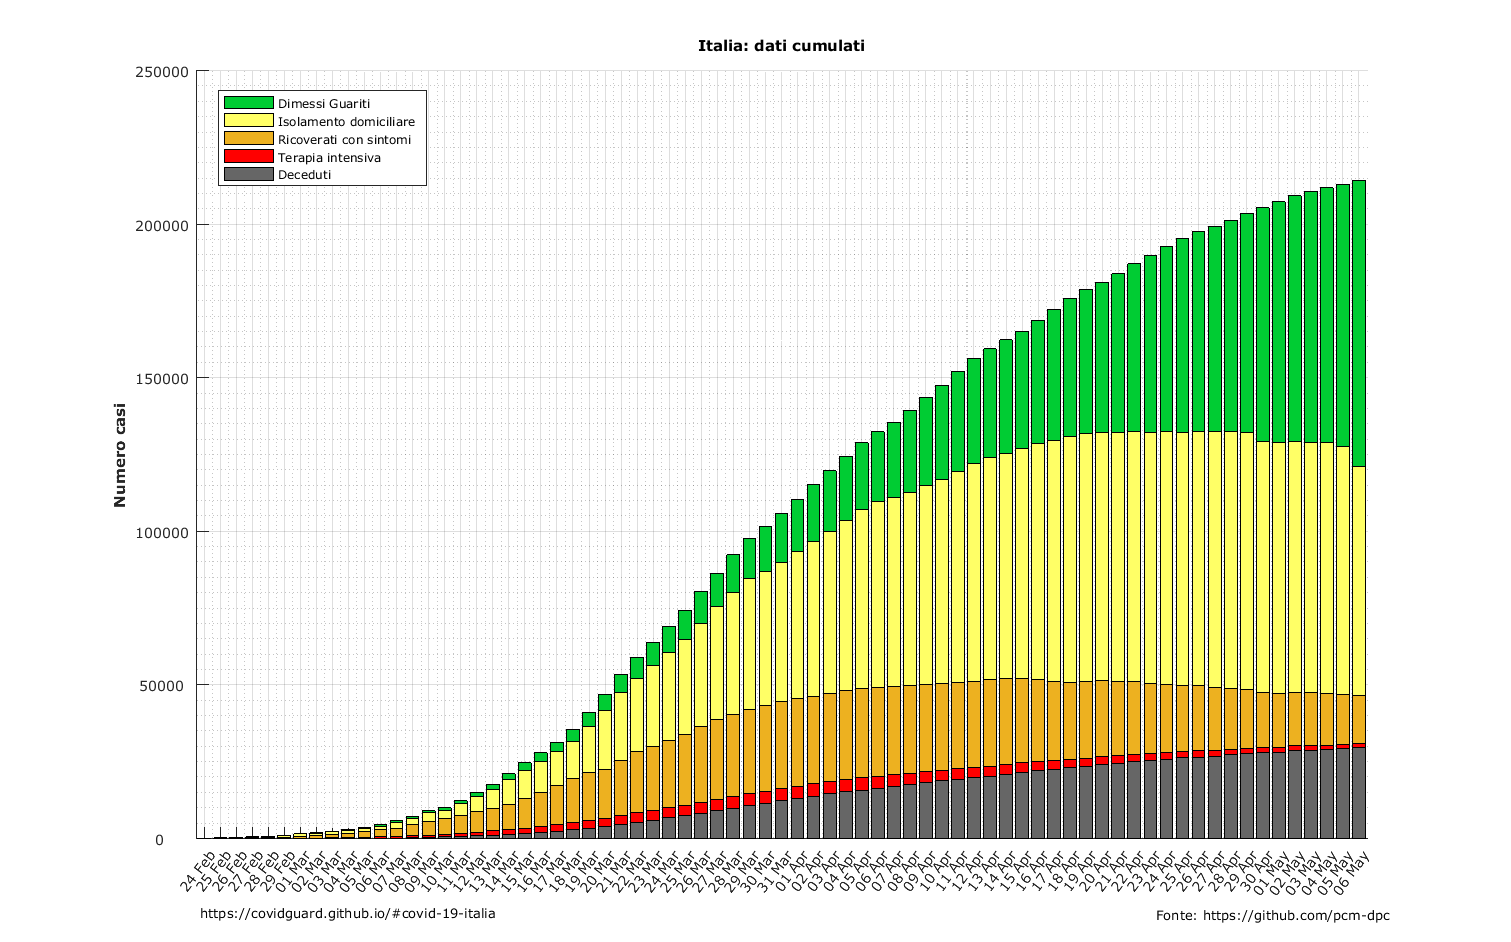 Italia: dati cumulati
250000
200000
150000
100000
50000
0
Numero casi
Dimessi Guariti
Isolamento domiciliare
Ricoverati con sintomi
Terapia intensiva
Deceduti
24 Feb
25 Feb
26 Feb
27 Feb
28 Feb
29 Feb
01 Mar
02 Mar
03 Mar
04 Mar
05 Mar
06 Mar
07 Mar
08 Mar
09 Mar
10 Mar
11 Mar
12 Mar
13 Mar
14 Mar
15 Mar
16 Mar
17 Mar
18 Mar
19 Mar
20 Mar
21 Mar
22 Mar
23 Mar
24 Mar
25 Mar
26 Mar
27 Mar
28 Mar
29 Mar
30 Mar
31 Mar
01 Apr
02 Apr
03 Apr
04 Apr
05 Apr
06 Apr
07 Apr
08 Apr
09 Apr
10 Apr
11 Apr
12 Apr
13 Apr
14 Apr
15 Apr
16 Apr
17 Apr
18 Apr
19 Apr
20 Apr
21 Apr
22 Apr
23 Apr
24 Apr
25 Apr
26 Apr
27 Apr
28 Apr
29 Apr
30 Apr
01 May
02 May
03 May
04 May
05 May
06 May
https://covidguard.github.io/#covid-19-italia
Fonte: https://github.com/pcm-dpc